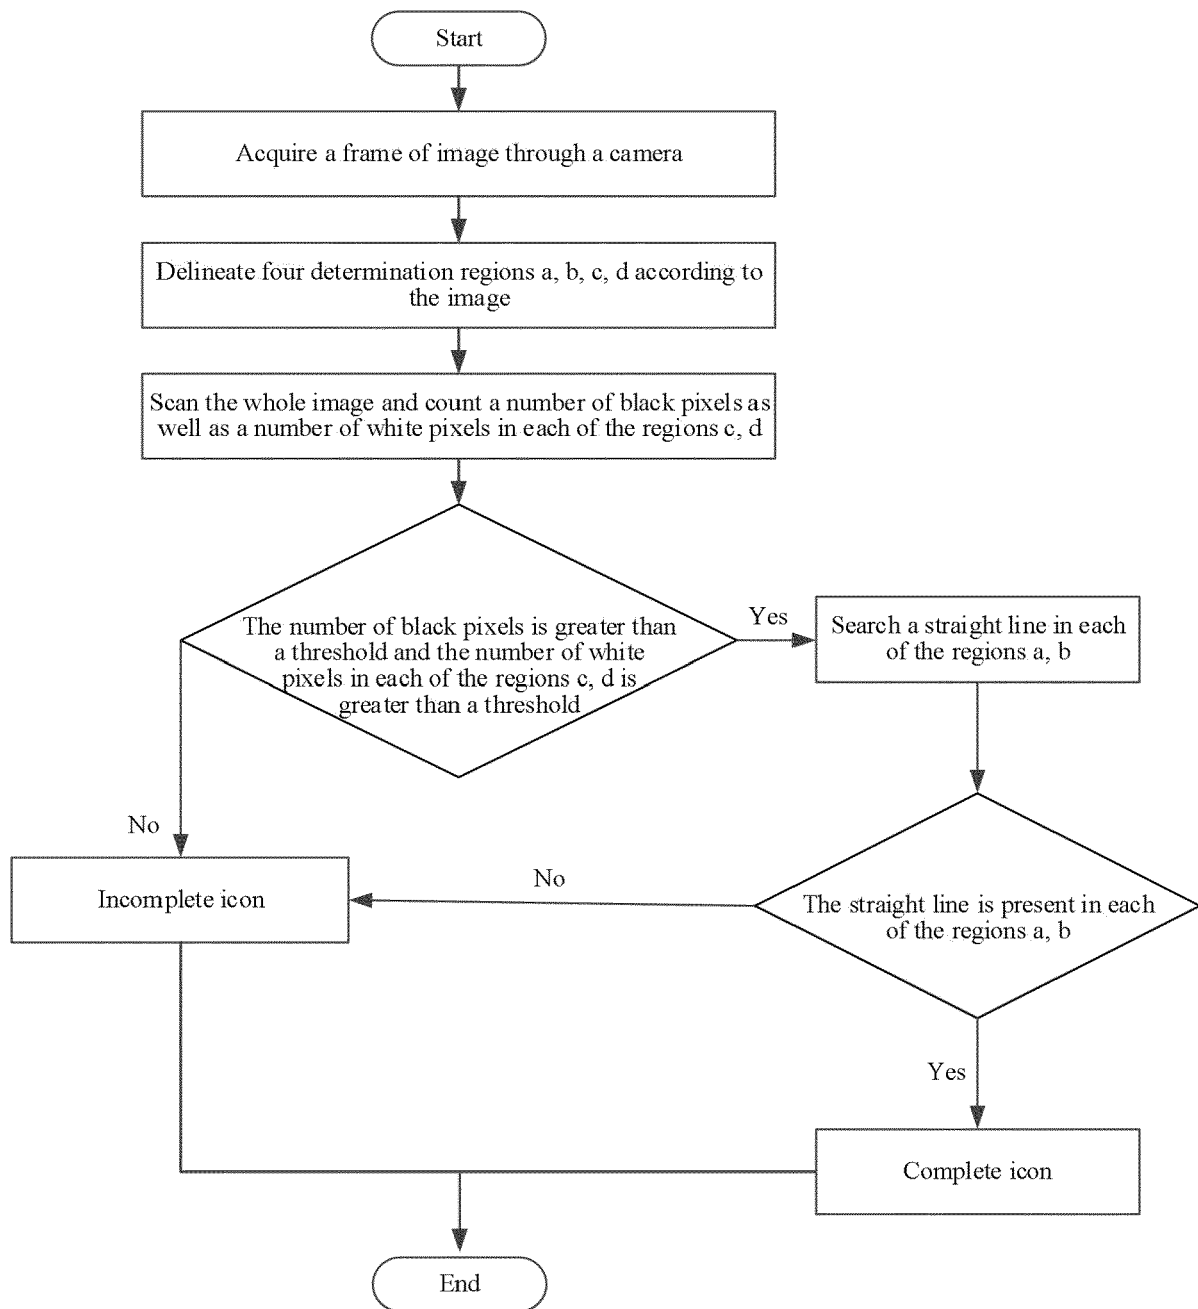 Start
Acquire a frame of image through a camera
Delineate four determination regions a, b, c, d according to
the image
Scan the whole image and count a number of black pixels as
well as a number of white pixels in each of the regions c, d
The number of black pixels is greater than
a threshold and the number of white
pixels in each of the regions c, d is
greater than a threshold
Yes
Search a straight line in each
of the regions a, b
No
Incomplete icon
No
The straight line is present in each
of the regions a, b
Yes
Complete icon
End